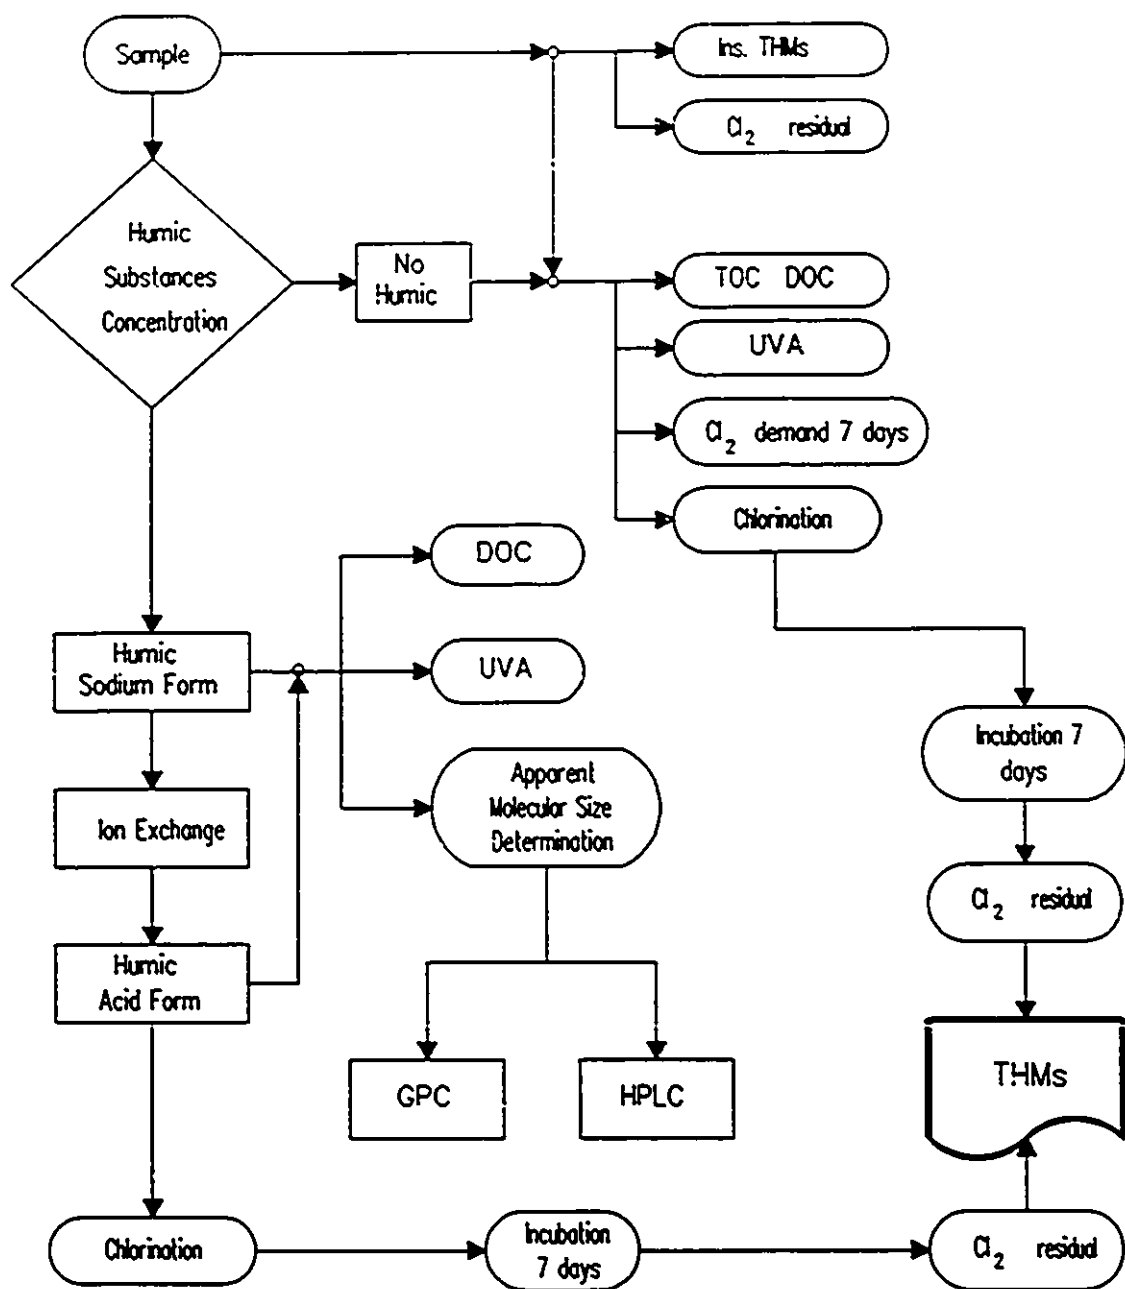 Sample
Ins. THMs
Cl2 residual
Humic
Substances
Concentration
No
Humic
TOC DOC
UVA
Cl2 demand 7 days
Chlorination
DOC
Humic
Sodium Form
UVA
Incubation 7
days
Apparent
Molecular Size
Determination
Ion Exchange
Cl2 residual
Humic
Acid Form
GPC
HPLC
THMs
Chlorination
Incubation
7 days
Cl2 residual